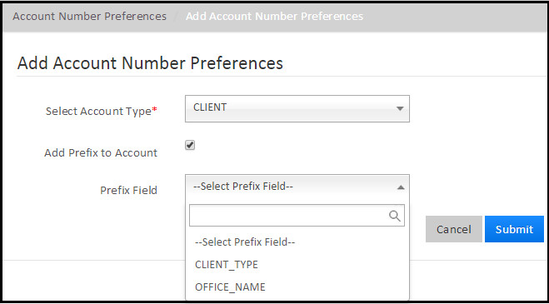 Account Number Preferences Add Account Number Preferences
Add Account Number Preferences
Select Account Type* CLIENT
Add Prefix to Account
Prefix Field --Select Prefix Field--
--Select Prefix Field--
CLIENT_TYPE
OFFICE_NAME
Cancel Submit